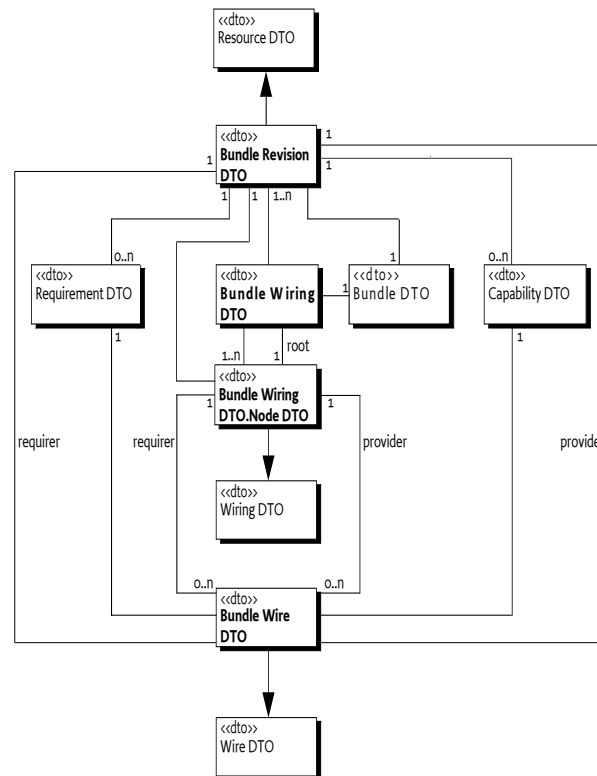 ‹‹dto››
Resource DTO
‹‹dto››
Bundle Revision
DTO
1
1
1
1
1
1..n
o..n
1
o..n
‹‹dto››
Requirement DTO
‹‹dto››
Bundle Wiring
DTO
‹‹dto››
Bundle DTO
‹‹dto››
Capability DTO
1
1
1
1..n
1
root
‹‹dto››
Bundle Wiring
DTO.Node DTO
1
1
requirer
requirer
provider
provide
‹‹dto››
Wiring DTO
o..n
o..n
‹‹dto››
Bundle Wire
DTO
‹‹dto››
Wire DTO